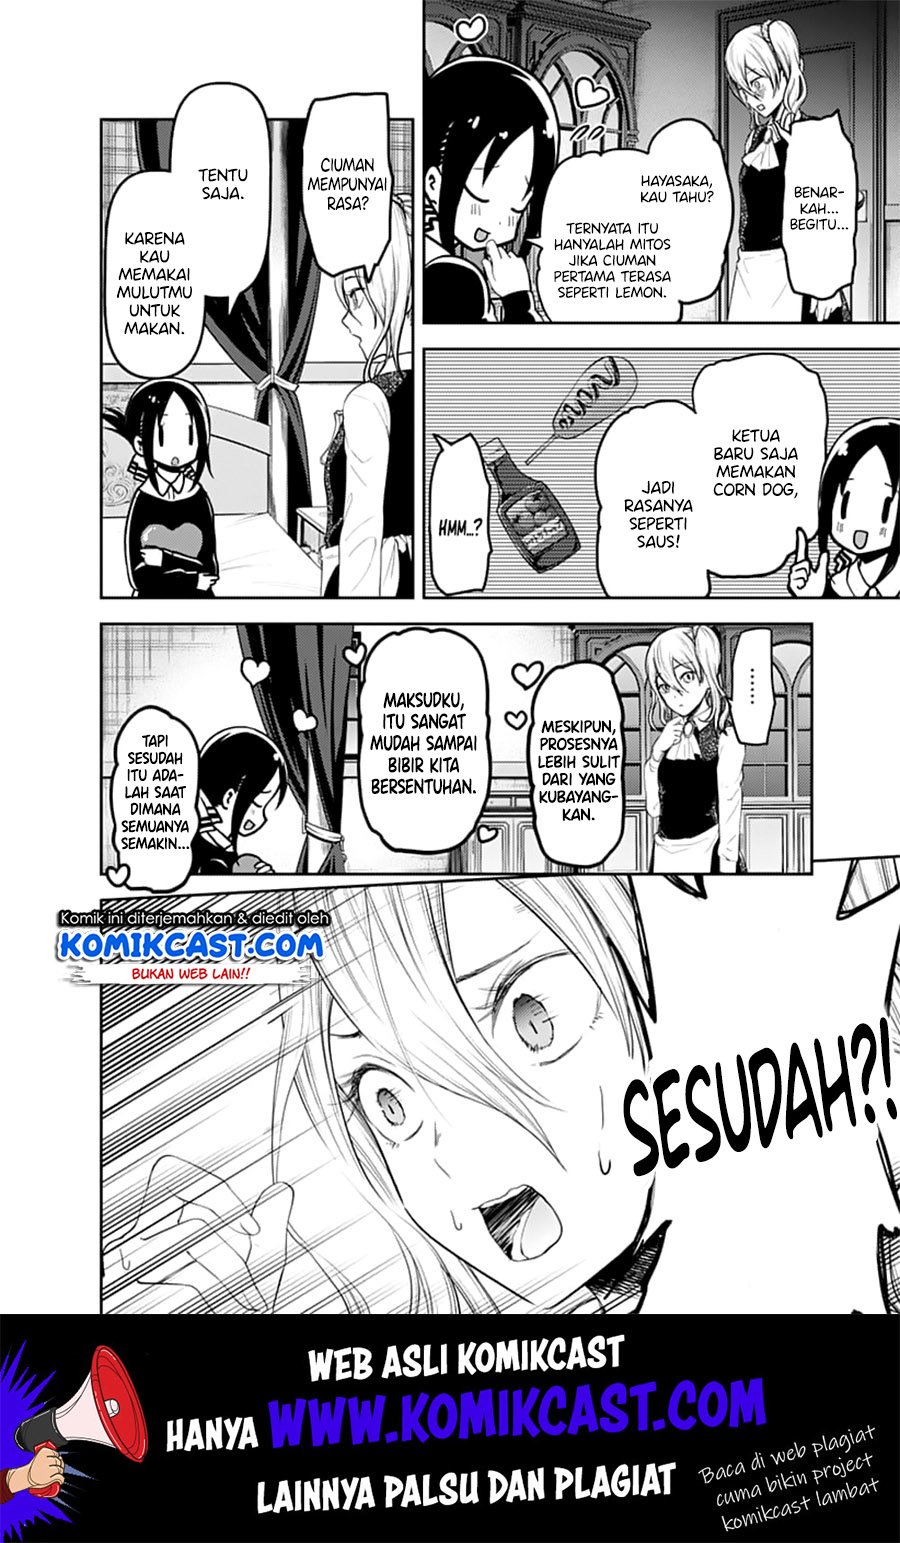 BENAR-
KAH...
BEGITU...
HAYASAKA,
KAU TAHU?
TERNYATA ITU
HANYALAH MITOS
JIKA CIUMAN
PERTAMA TERASA
SEPERTI LEMON.
KETUA
BARU SAJA
MEMAKAN
CORN DOG,
JADI
RASANYA
SEPERTI
SAUS!
HMM...?
CIUMAN
MEMPUNYAI
RASA?
TENTU
SAJA.
KARENA
KAU
MEMAKAI
MULUTMU
UNTUK
MAKAN.
........
MESKIPUN,
PROSESNYA
LEBIH SULIT
DARI YANG
KUBAYANG-
KAN.
MAKSUDKU,
ITU SANGAT
MUDAH SAMPAI
BIBIR KITA
BERSENTUHAN.
TAPI
SESUDAH
ITU ADA-
LAH SAAT
DIMANA
SEMUANYA
SEMAKIN...
Komik ini diterjemahkan & diedit oleh
KOMIKCAST.COM
BUKAN WEB LAIN!!
SESUDAH?!
WEB ASLI KOMIKCAST
HANYA WWW.KOMIKCAST.COM
LAINNYA PALSU DAN PLAGIAT
Baca di web plagiat
cuma bikin project
komikcast lambat